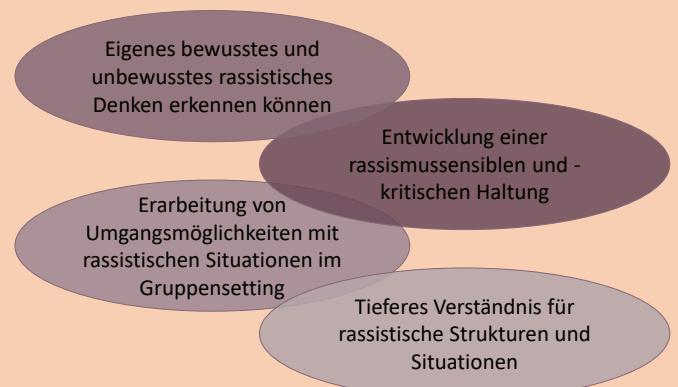 Eigenes bewusstes und
unbewusstes rassistisches
Denken erkennen können
Entwicklung einer
rassismussensiblen und -
kritischen Haltung
Erarbeitung von
Umgangsmöglichkeiten mit
rassistischen Situationen im
Gruppensetting
Tieferes Verständnis für
rassistische Strukturen und
Situationen